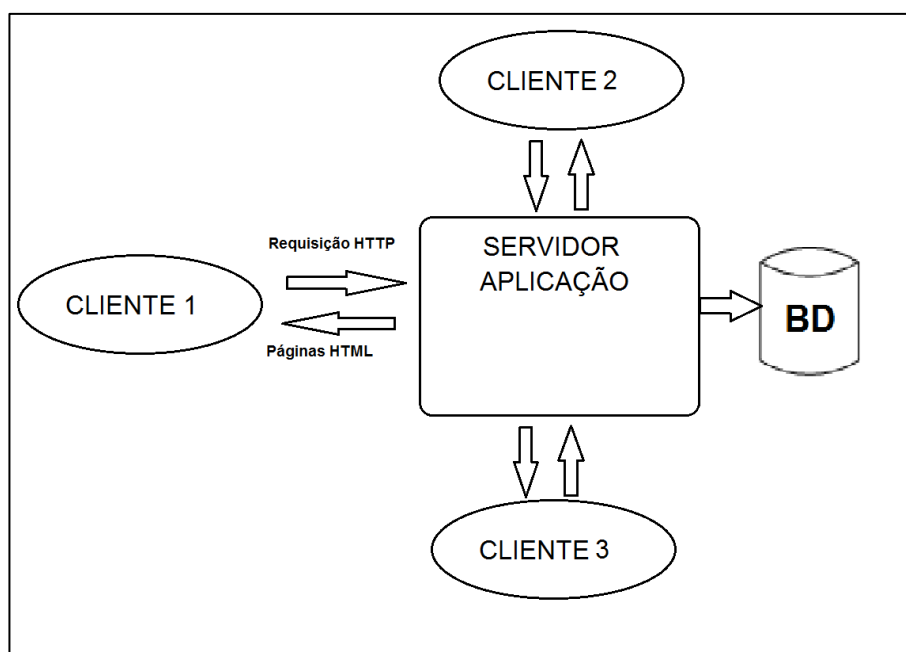 CLIENTE 2
Requisição HTTP
SERVIDOR
APLICAÇÃO
CLIENTE 1
BD
Páginas HTML
CLIENTE 3